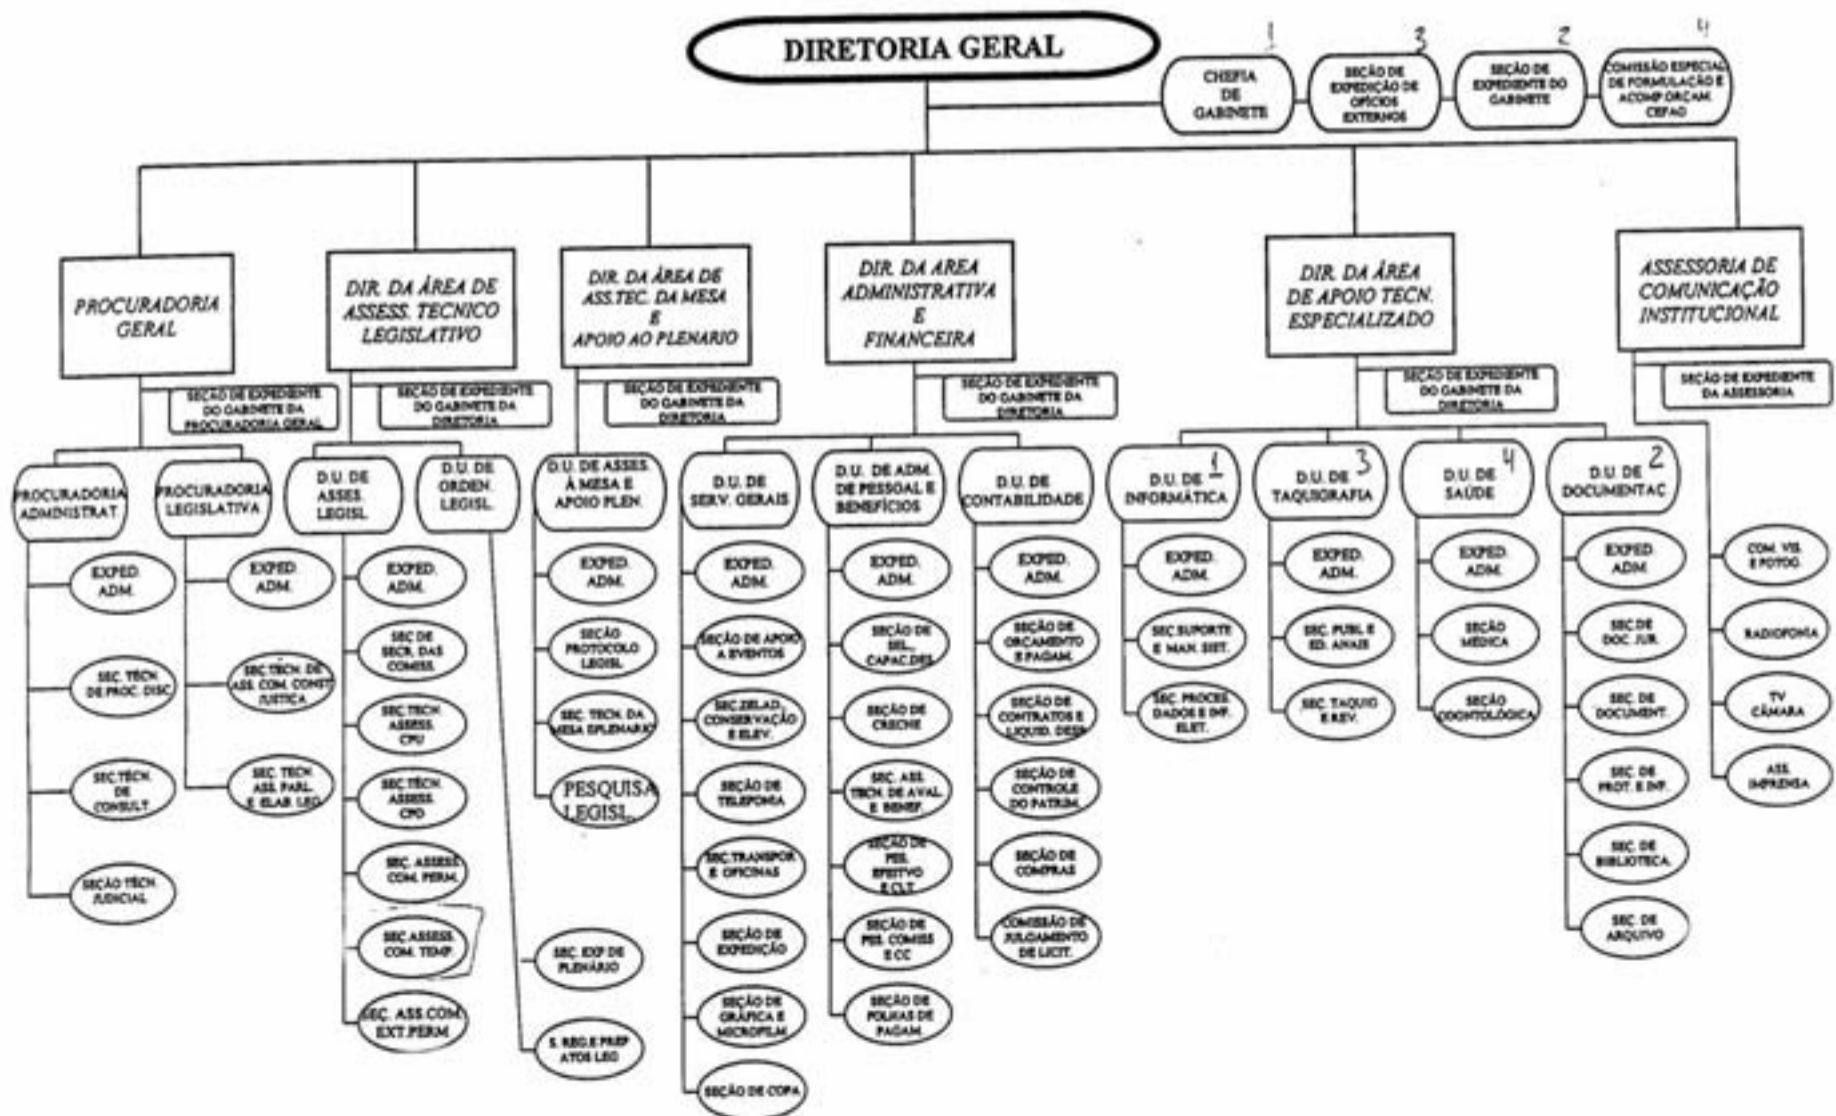 DIRETORIA GERAL
1
CHEFIA
DE
GABINETE
3
SEÇÃO DE
EXPEDIÇÃO DE
OFÍCIOS
EXTERNOS
2
SEÇÃO DE
EXPEDIENTE DO
GABINETE
4
COMISSÃO ESPECIAL
DE FORMULAÇÃO E
ACOMP.ORÇAM.
CEFAO
PROCURADORIA
GERAL
DIR. DA ÁREA DE
ASSESS. TECNICO
LEGISLATIVO
DIR. DA ÁREA DE
ASS.TEC. DA MESA
E
APOIO AO PLENARIO
DIR. DA AREA
ADMINISTRATIVA
E
FINANCEIRA
DIR. DA ÁREA
DE APOIO TECN.
ESPECIALIZADO
ASSESSORIA DE
COMUNICAÇÃO
INSTITUCIONAL
SEÇÃO DE EXPEDIENTE
DO GABINETE DA
PROCURADORIA GERAL
SEÇÃO DE EXPEDIENTE
DO GABINETE DA
DIRETORIA
SEÇÃO DE EXPEDIENTE
DO GABINETE DA
DIRETORIA
SEÇÃO DE EXPEDIENTE
DO GABINETE DA
DIRETORIA
SEÇÃO DE EXPEDIENTE
DO GABINETE DA
DIRETORIA
SEÇÃO DE EXPEDIENTE
DA ASSESSORIA
PROCURADORIA
ADMINISTRAT.
PROCURADORIA
LEGISLATIVA
D.U. DE
ASSES.
LEGISL.
D.U. DE
ORDEN.
LEGISL.
D.U. DE ASSES.
À MESA E
APOIO PLEN.
D.U. DE
SERV. GERAIS
D.U. DE ADM.
DE PESSOAL E
BENEFÍCIOS
D.U. DE
CONTABILIDADE
D.U. DE 1
INFORMÁTICA
D.U. DE 3
TAQUIGRAFIA
D.U. DE 4
SAÚDE
D.U. DE 2
DOCUMENTAÇ
EXPED.
ADM.
SEC. TÉCN.
DE PROC. DISC.
SEC.TÉCN.
DE
CONSULT
SEÇÃO TÉCN.
JUDICIAL
EXPED.
ADM.
SEC.TÉCN. DE
ASS. COM. CONST.
JUSTICA
SEC. TECN.
ASS. PARL.
E ELAB. LEG.
EXPED.
ADM.
SEC DE
SECR. DAS
COMISS.
SEC.TECN.
ASSESS.
CPU
SEC.TÉCN.
ASSESS.
CFO
SEÇ. ASSESS.
COM. PERM.
SEÇ.ASSESS.
COM. TEMP.
SEÇ. ASS.COM.
EXT.PERM
SEÇ. EXP DE
PLENÁRIO
S. REG.E PREP
ATOS LEG
EXPED.
ADM.
SEÇÃO
PROTOCOLO
LEGISL.
SEC. TECN. DA
MESA EPLENARIO
PESQUISA
LEGISL.
EXPED.
ADM.
SEÇÃO DE APOIO
A EVENTOS
SEC.ZELAD.,
CONSERVAÇÃO
E ELEV.
SEÇÃO DE
TELEFONIA
SEC.TRANSPOR
E OFICINAS
SEÇÃO DE
EXPEDIÇÃO
SEÇÃO DE
GRÁFICA E
MICROFILM.
SEÇÃO DE COPA
EXPED.
ADM.
SEÇÃO DE
SEL.,
CAPAC.DES.
SEÇÃO DE
CRECHE
SEC. ASS.
TECN. DE AVAL.
E BENEF.
SEÇÃO DE
PES.
EFEITVO
E CLT
SEÇÃO DE
PES. COMISS
E CC
SEÇÃO DE
FOLHAS DE
PAGAM.
EXPED.
ADM.
SEÇÃO DE
ORCAMENTO
E PAGAM.
SEÇÃO DE
CONTRATOS E
LIQUID. DESP.
SEÇÃO DE
CONTROLE
DO PATRIM.
SEÇÃO DE
COMPRAS
COMISSÃO DE
JULGAMENTO
DE LICIT.
EXPED.
ADM.
SEC.SUPORTE
E MAN. SIST.
SEC. PROCES.
DADOS E INF.
ELET.
EXPED.
ADM.
SEC. PUBL. E
ED. ANAIS
SEC. TAQUIG
E REV.
EXPED.
ADM.
SEÇÃO
MEDICA
SEÇÃO
ODONTOLÓGICA
EXPED.
ADM
SEC.DE
DOC. JUR.
SEC. DE
DOCUMENT.
SEC. DE
PROT. E INF.
SEC. DE
BIBLIOTECA.
SEC. DE
ARQUIVO
COM. VIS.
E FOTOG.
RADIOFONIA
TV
CÂMARA
ASS.
IMPRENSA